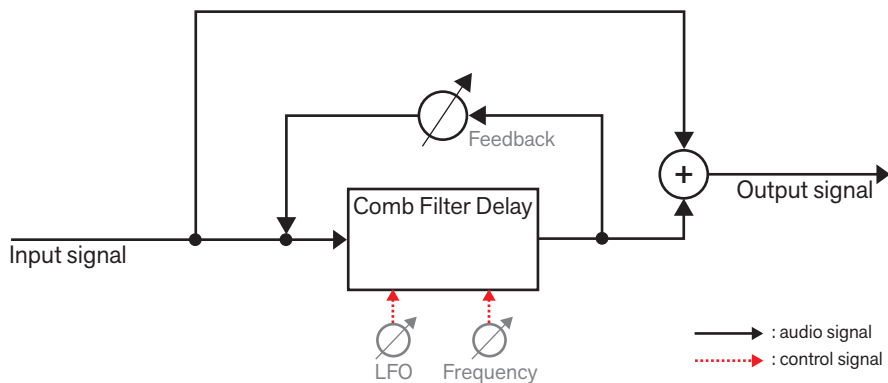 Feedback
+
Output signal
Comb Filter Delay
Input signal
LFO
Frequency
: audio signal
: control signal